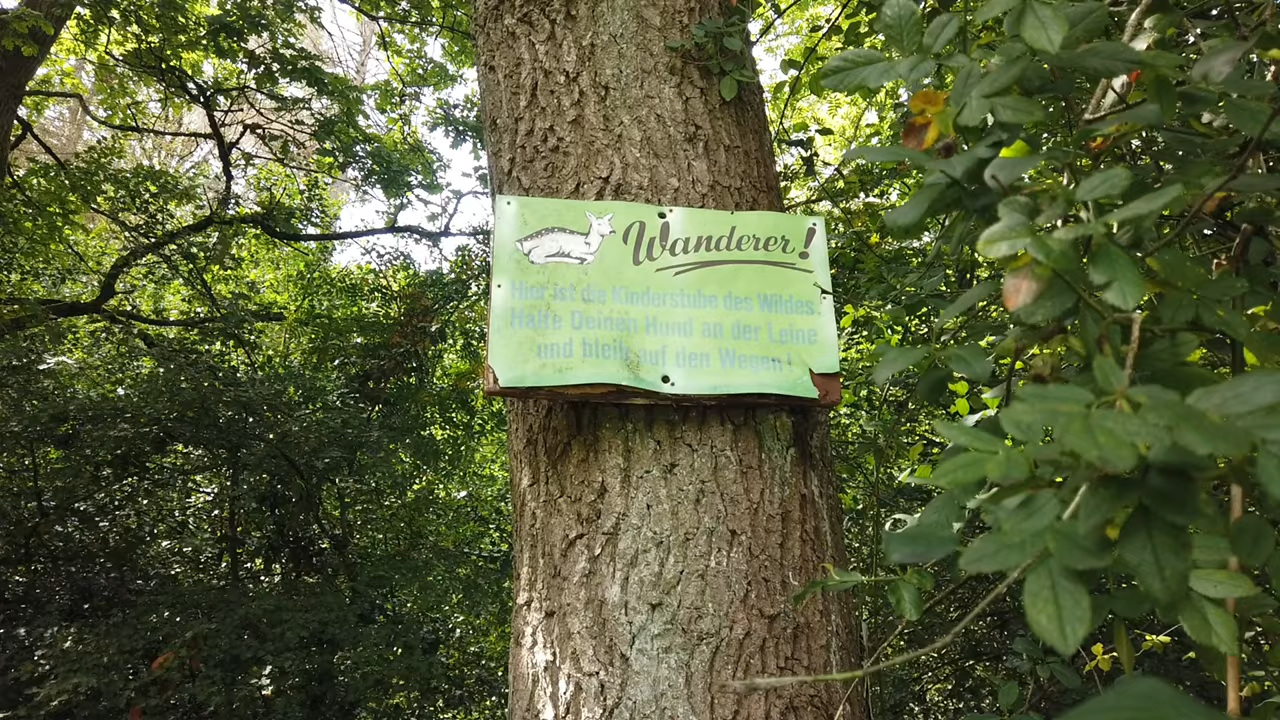 Wanderer!
Hier ist die Kinderstube des Wildes.
Halte Deinen Hund an der Leine
und bleib auf den Wegen!